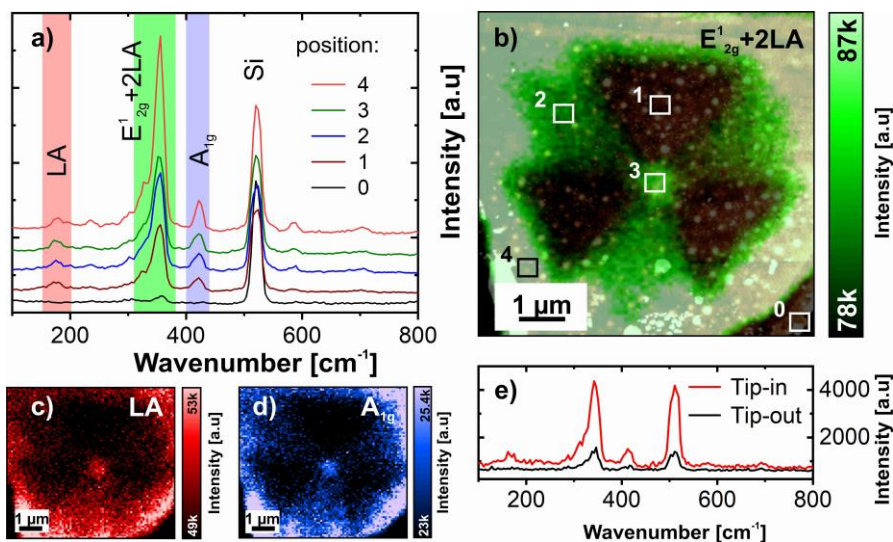 a)
LA
E¹₂g+2LA
A₁g
Si
position:
4
3
2
1
0
200 400 600 800
Wavenumber [cm⁻¹]
Intensity [a.u]
b)
E¹₂g+2LA
1
2
3
4
0
1 µm
87k
78k
Intensity [a.u]
c)
LA
1 µm
53k
49k
Intensity [a.u]
d)
A₁g
1 µm
25.4k
23k
Intensity [a.u]
e)
Tip-in
Tip-out
4000
2000
200 400 600 800
Wavenumber [cm⁻¹]